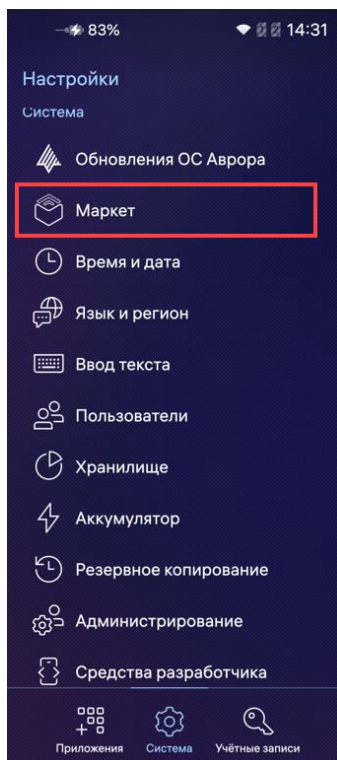 83% 14:31
Настройки
Система
Обновления ОС Аврора
Маркет
Время и дата
Язык и регион
Ввод текста
Пользователи
Хранилище
Аккумулятор
Резервное копирование
Администрирование
Средства разработчика
Приложения Система Учётные записи